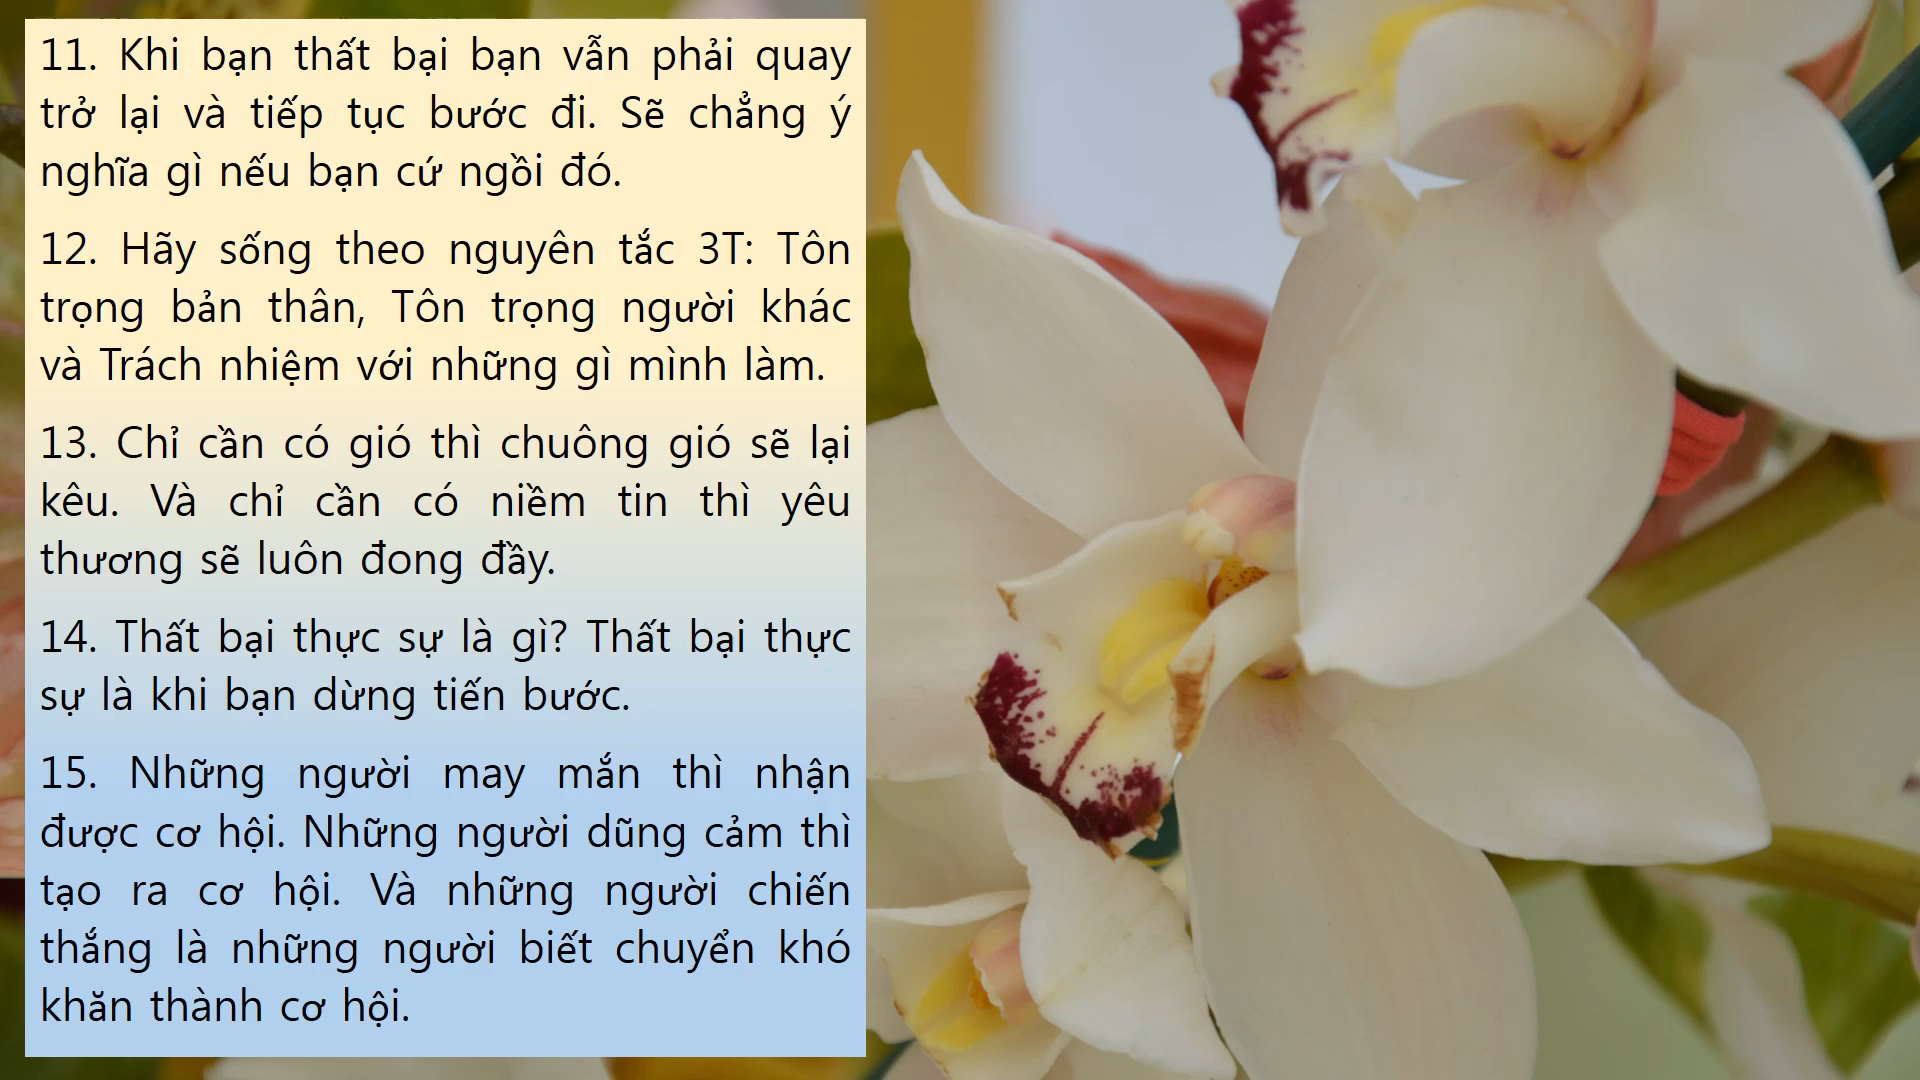 11. Khi bạn thất bại bạn vẫn phải quay
trở lại và tiếp tục bước đi. Sẽ chẳng ý
nghĩa gì nếu bạn cứ ngồi đó.
12. Hãy sống theo nguyên tắc 3T: Tôn
trọng bản thân, Tôn trọng người khác
và Trách nhiệm với những gì mình làm.
13. Chỉ cần có gió thì chuông gió sẽ lại
kêu. Và chỉ cần có niềm tin thì yêu
thương sẽ luôn đong đầy.
14. Thất bại thực sự là gì? Thất bại thực
sự là khi bạn dừng tiến bước.
15. Những người may mắn thì nhận
được cơ hội. Những người dũng cảm thì
tạo ra cơ hội. Và những người chiến
thắng là những người biết chuyển khó
khăn thành cơ hội.